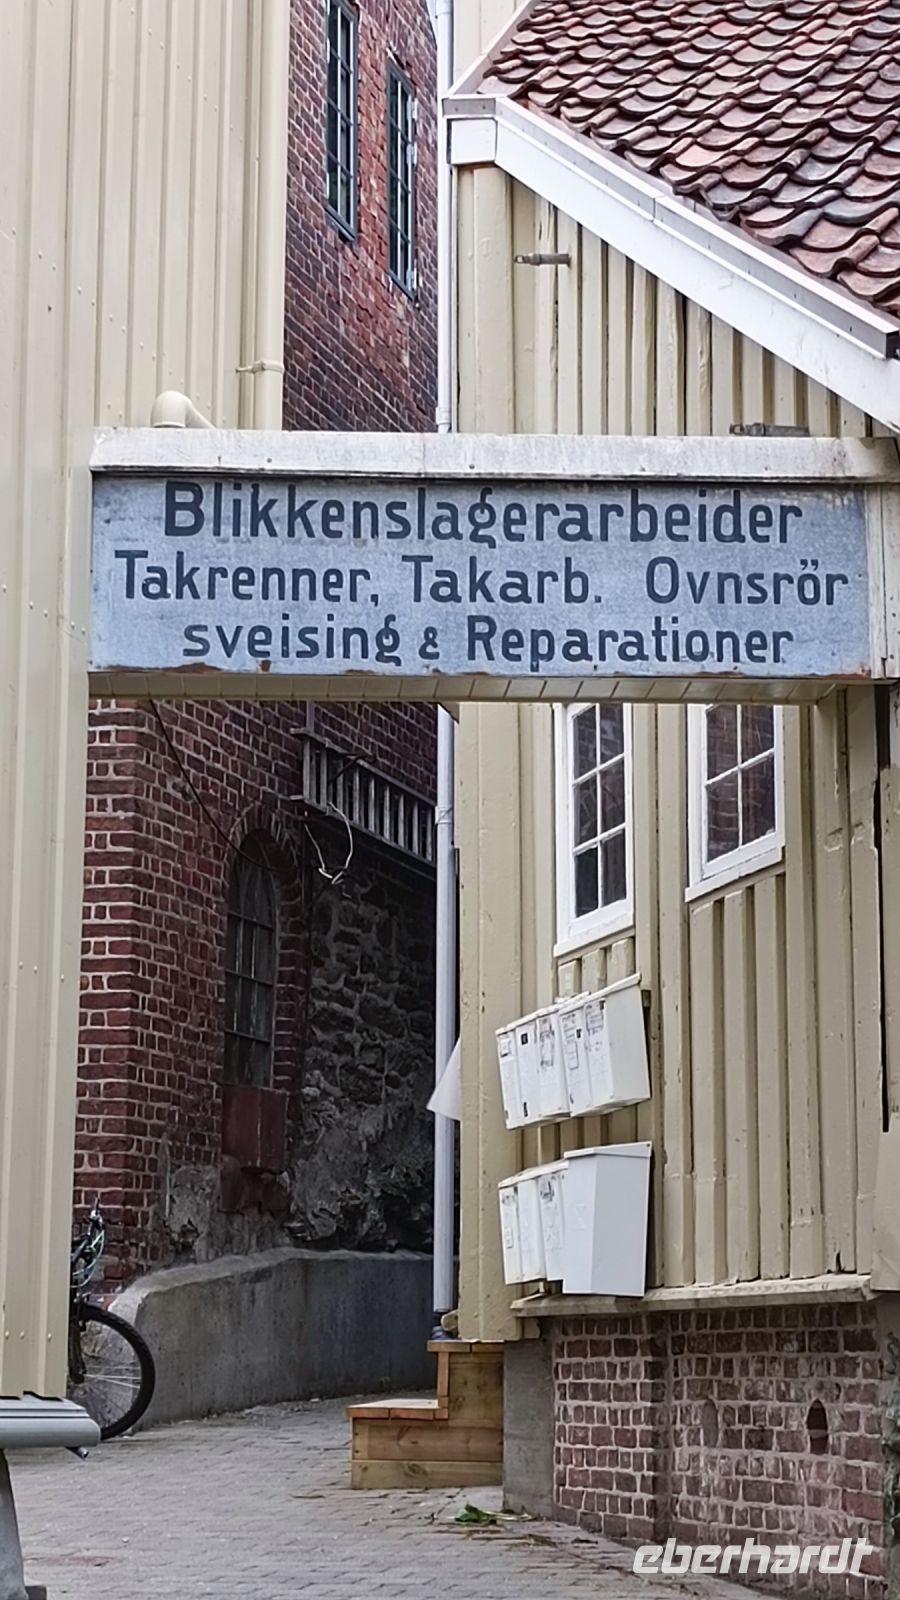 Blikkenslagerarbeider
Takrenner, Takarb. Ovnsrör
sveising & Reparationer
eberhardt